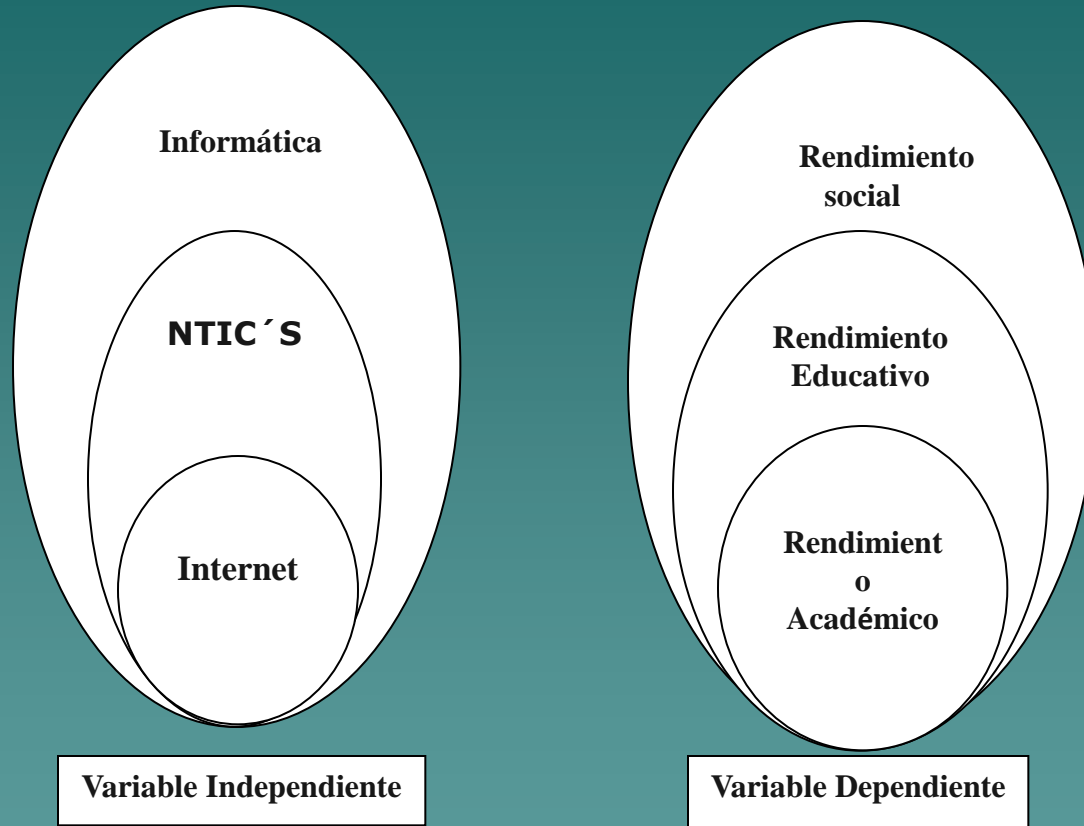 Informática
NTIC´S
Internet
Variable Independiente
Rendimiento
social
Rendimiento
Educativo
Rendimient
o
Académico
Variable Dependiente